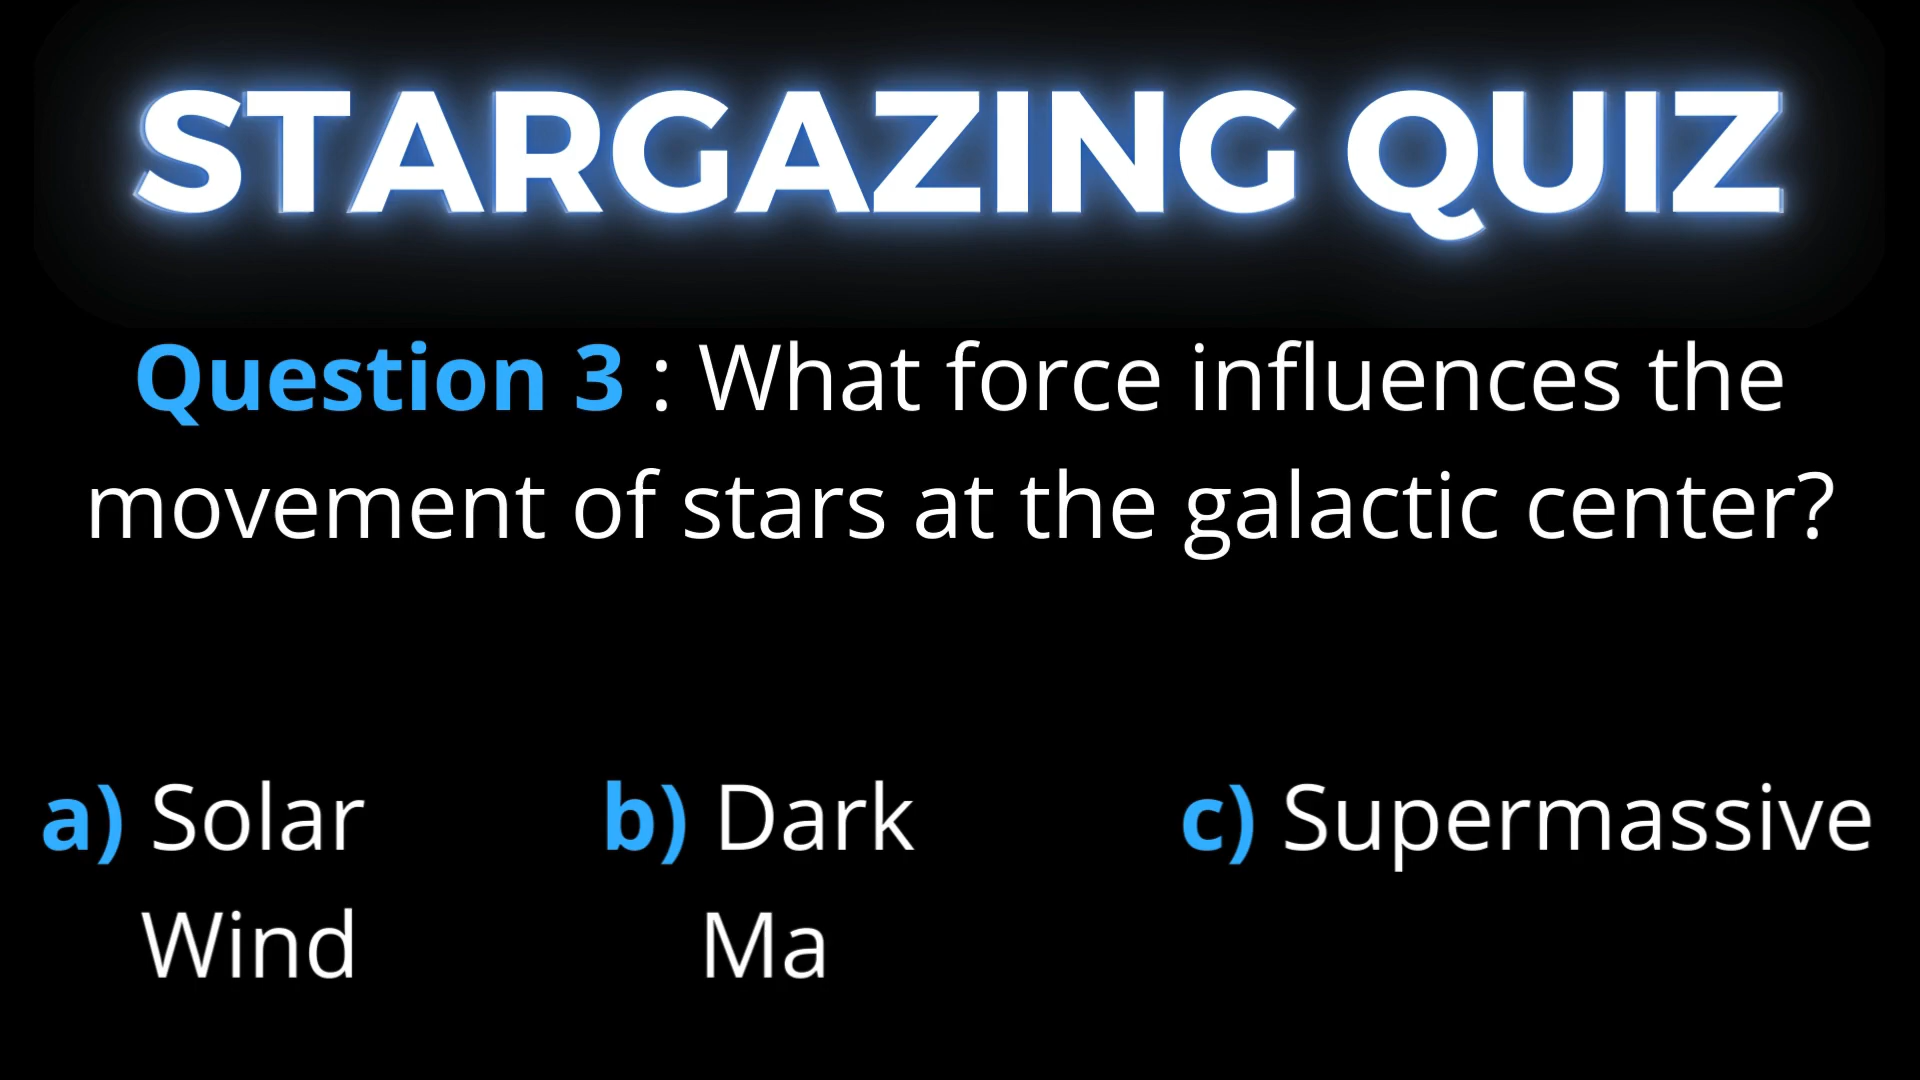 STARGAZING QUIZ
Question 3 : What force influences the
movement of stars at the galactic center?
a) Solar
Wind
b) Dark
Ma
c) Supermassive